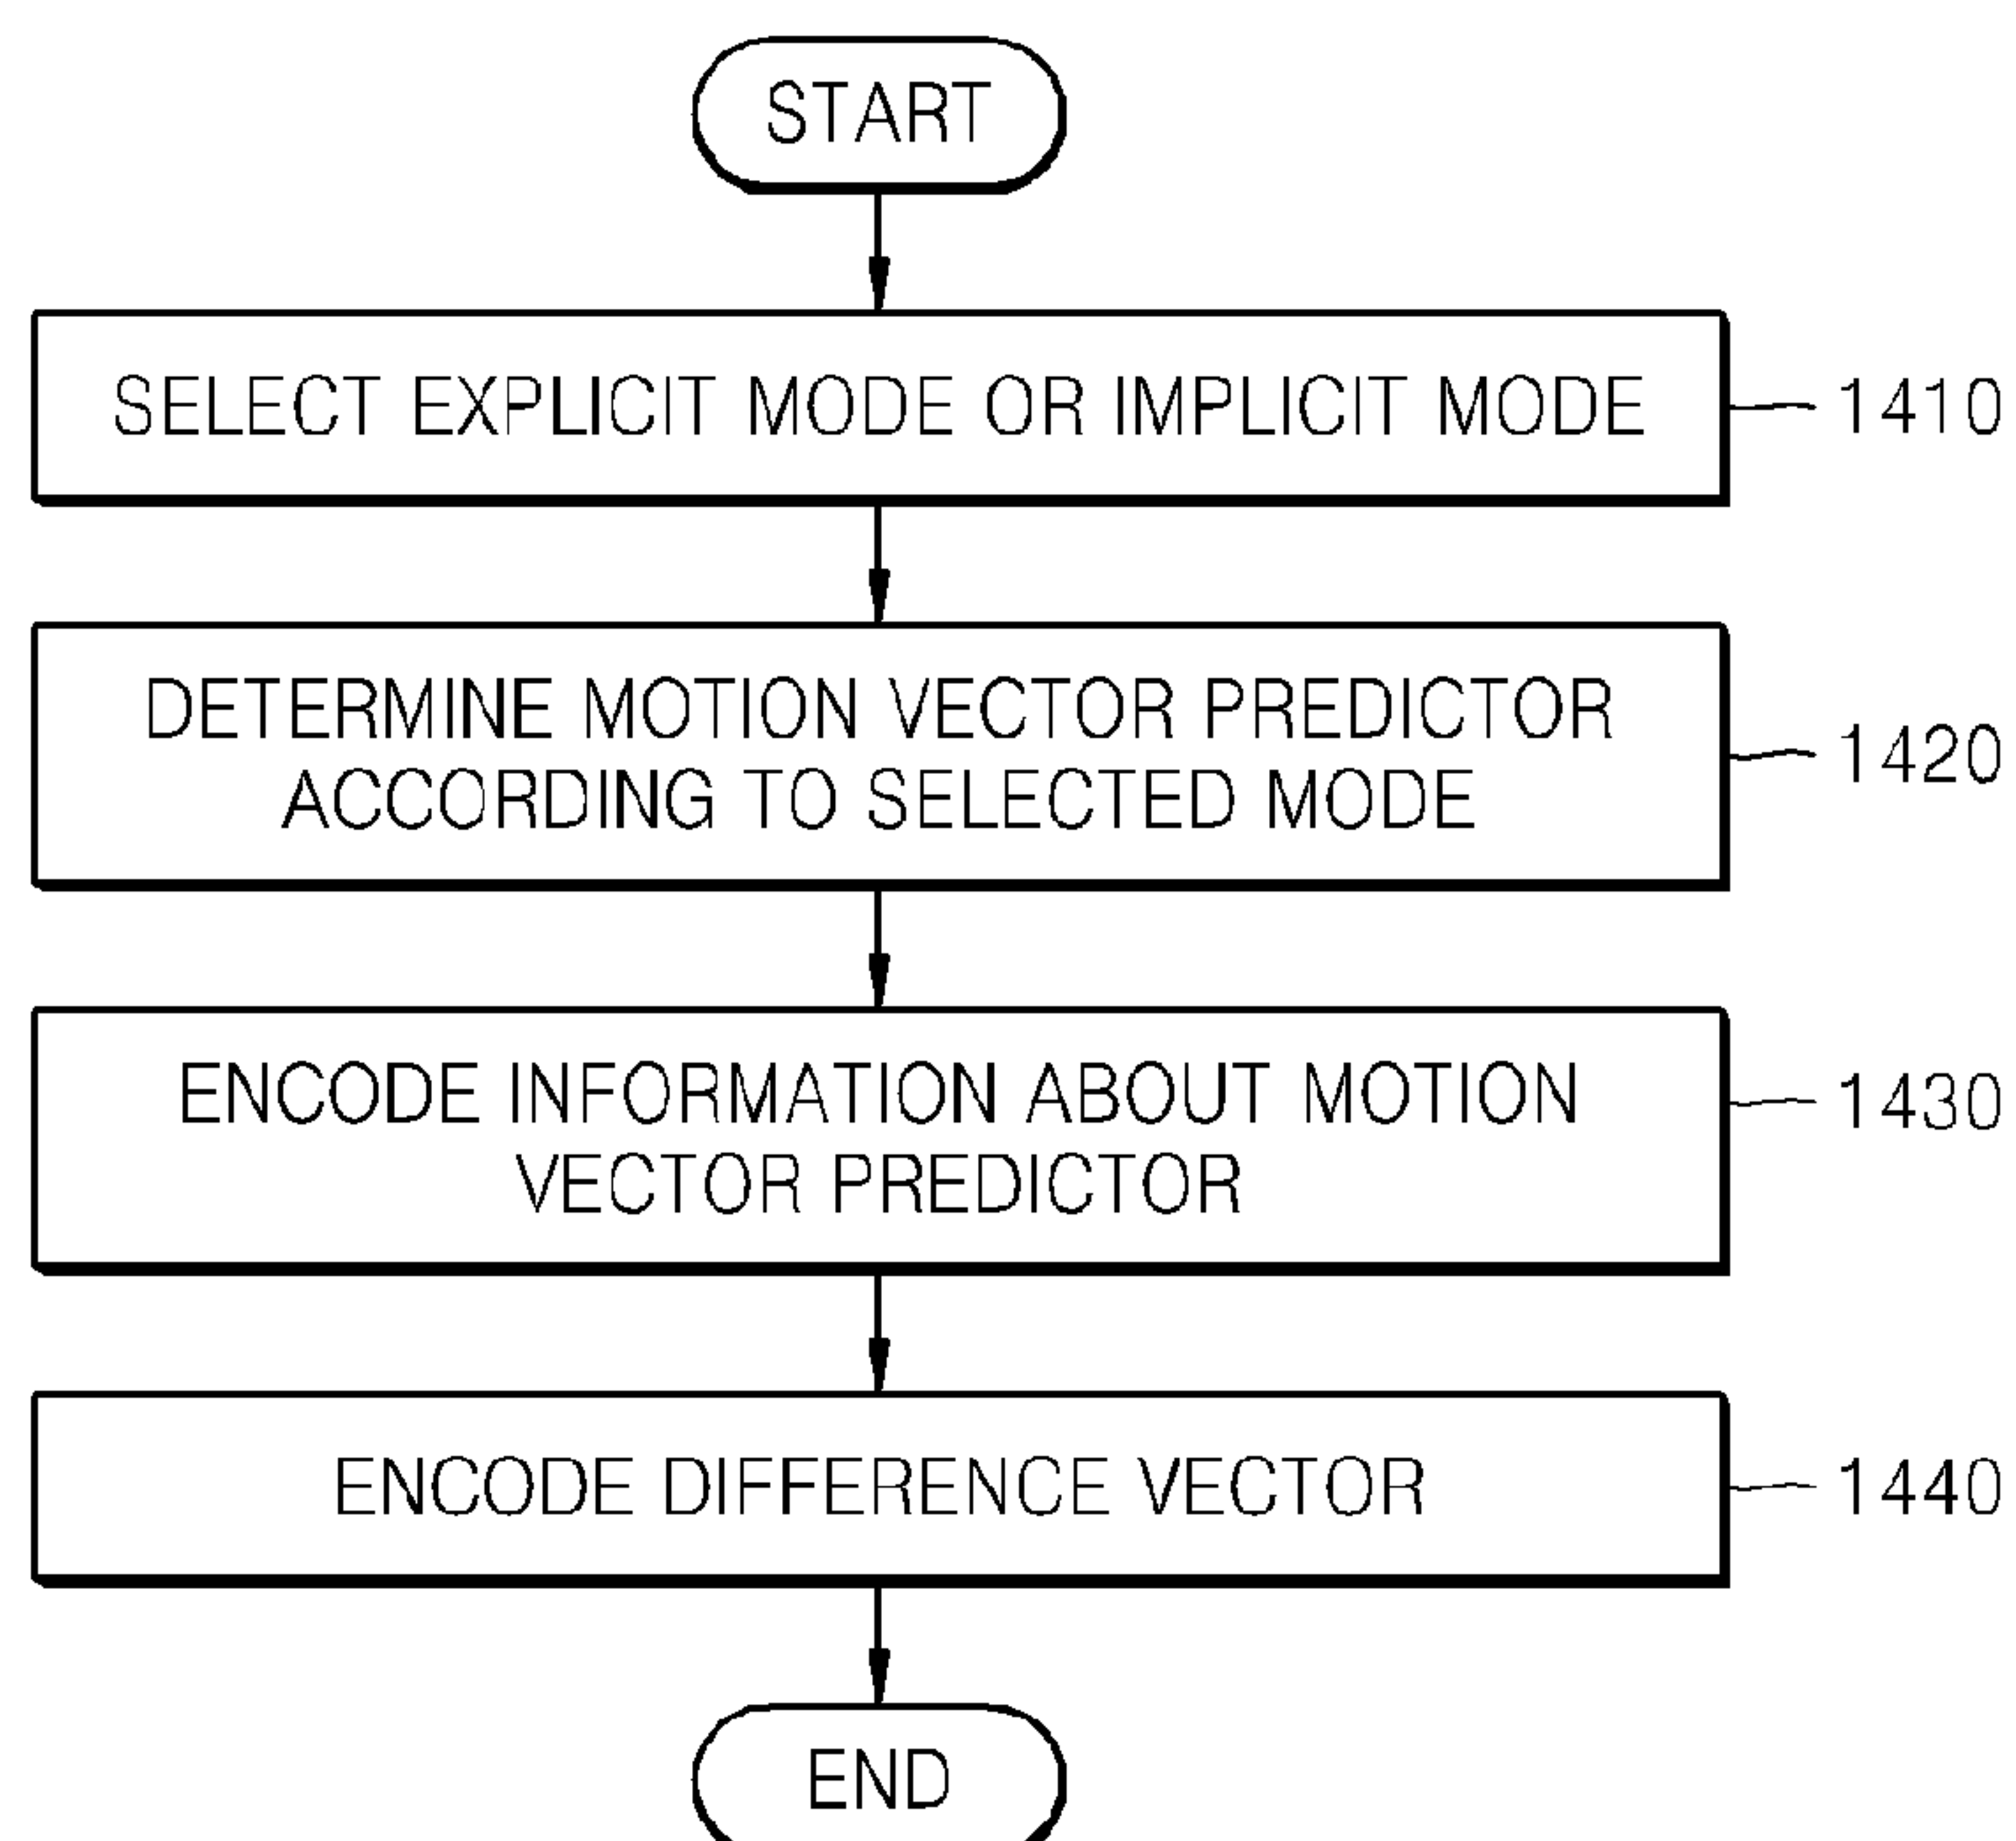 START
SELECT EXPLICIT MODE OR IMPLICIT MODE
1410
DETERMINE MOTION VECTOR PREDICTOR
ACCORDING TO SELECTED MODE
1420
ENCODE INFORMATION ABOUT MOTION
VECTOR PREDICTOR
1430
ENCODE DIFFERENCE VECTOR
1440
END